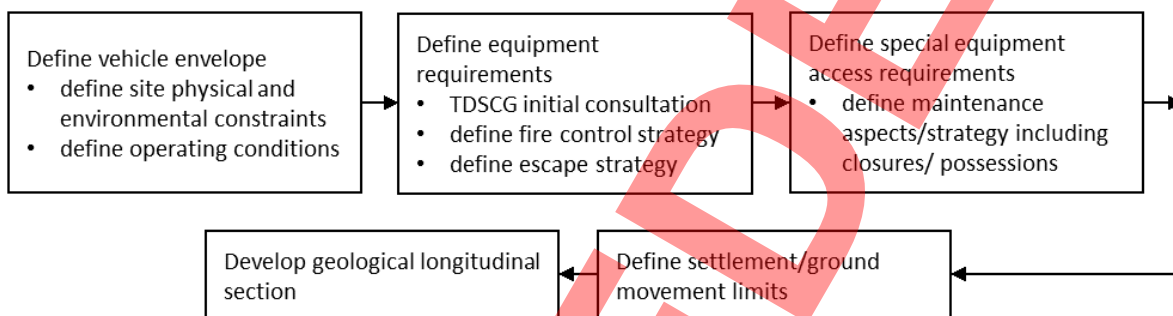 Define vehicle envelope
• define site physical and
environmental constraints
• define operating conditions
Define equipment
requirements
• TDSCG initial consultation
• define fire control strategy
• define escape strategy
Define special equipment
access requirements
• define maintenance
aspects/strategy including
closures/ possessions
Define settlement/ground
movement limits
Develop geological longitudinal
section